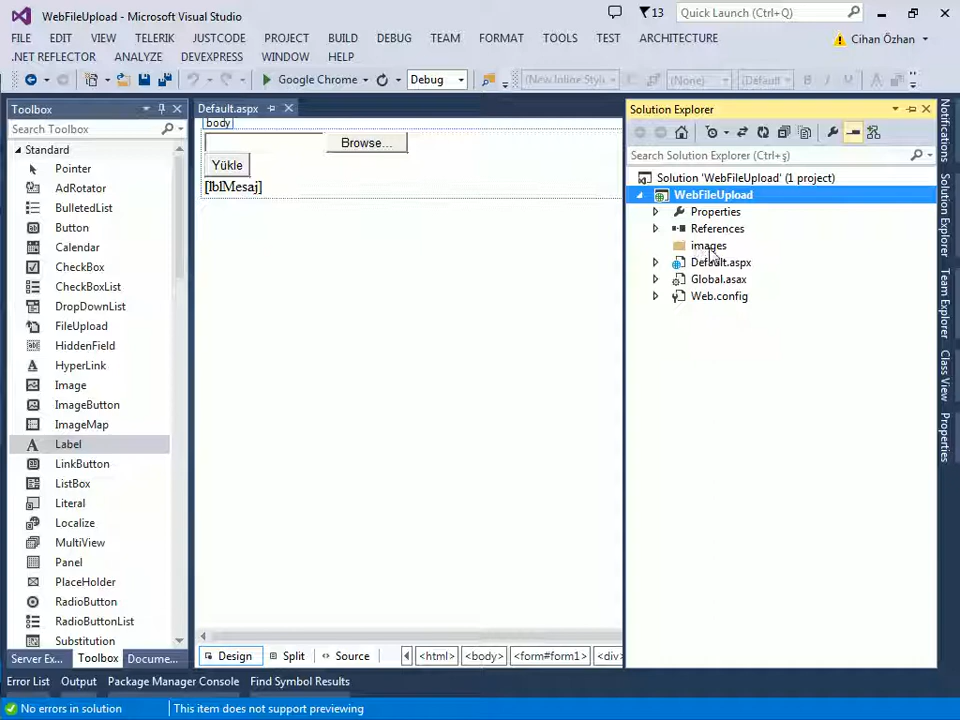 WebFileUpload - Microsoft Visual Studio
13
Quick Launch (Ctrl+Q)
FILE EDIT VIEW TELERIK JUSTCODE PROJECT BUILD DEBUG TEAM FORMAT TOOLS TEST ARCHITECTURE
Cihan Özhan
.NET REFLECTOR ANALYZE DEVEXPRESS WINDOW HELP
Google Chrome
Debug
(New Inline Styl
(None)
(Default
B I A
Toolbox
Search Toolbox
Standard
Pointer
AdRotator
BulletedList
Button
Calendar
CheckBox
CheckBoxList
DropDownList
FileUpload
HiddenField
HyperLink
Image
ImageButton
ImageMap
Label
LinkButton
ListBox
Literal
Localize
MultiView
Panel
PlaceHolder
RadioButton
RadioButtonList
Substitution
Server Ex... Toolbox Docume...
Default.aspx
body
Browse...
Yükle
[lblMesaj]
Design Split Source <html> <body> <form#form1> <div>
Solution Explorer
Search Solution Explorer (Ctrl+ş)
Solution 'WebFileUpload' (1 project)
WebFileUpload
Properties
References
images
Default.aspx
Global.asax
Web.config
Notifications
Solution Explorer
Team Explorer
Class View
Properties
Error List Output Package Manager Console Find Symbol Results
No errors in solution
This item does not support previewing